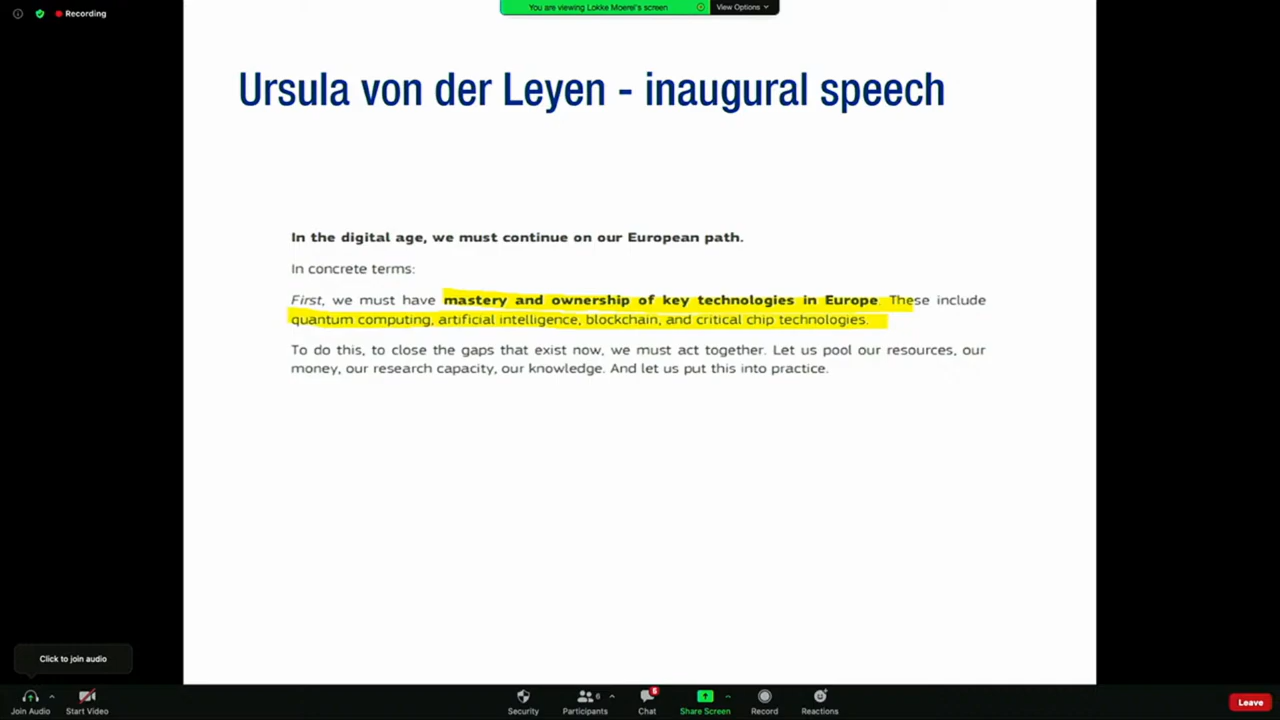 Recording
You are viewing Lokke Moerel's screen
View Options
Ursula von der Leyen - inaugural speech
In the digital age, we must continue on our European path.
In concrete terms:
First, we must have mastery and ownership of key technologies in Europe. These include
quantum computing, artificial intelligence, blockchain, and critical chip technologies.
To do this, to close the gaps that exist now, we must act together. Let us pool our resources, our
money, our research capacity, our knowledge. And let us put this into practice.
Click to join audio
Join Audio
Start Video
Security
Participants
6
Chat
6
Share Screen
Record
Reactions
Leave